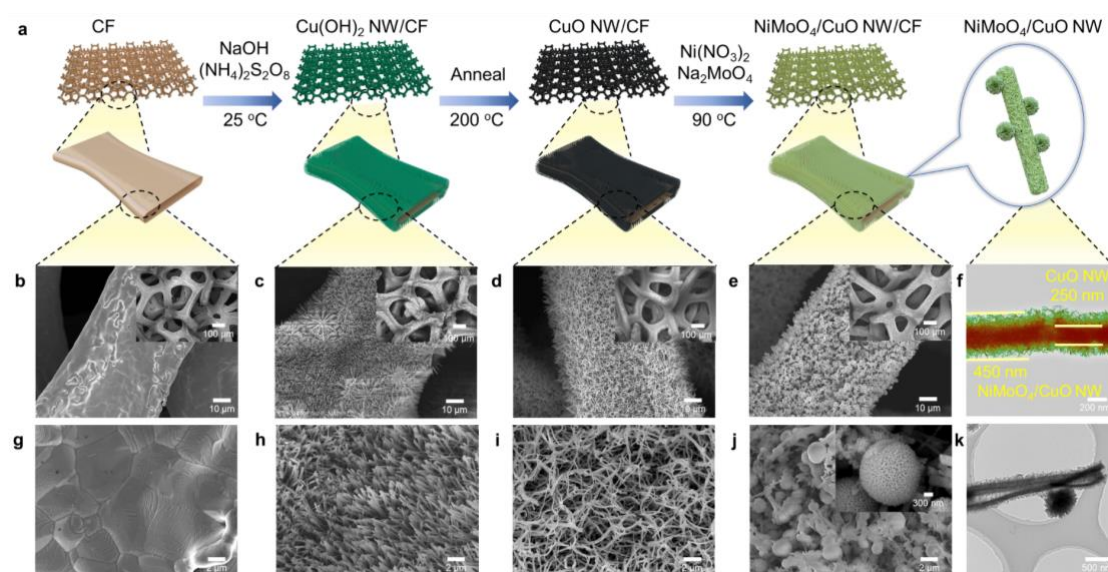 a
CF
Cu(OH)₂ NW/CF
CuO NW/CF
NiMoO₄/CuO NW/CF
NiMoO₄/CuO NW
NaOH
(NH₄)₂S₂O₈
25 °C
Anneal
200 °C
Ni(NO₃)₂
Na₂MoO₄
90 °C
b
100 µm
10 µm
c
100 µm
10 µm
d
100 µm
10 µm
e
100 µm
10 µm
f
CuO NW
250 nm
450 nm
NiMoO₄/CuO NW
200 nm
g
2 µm
h
2 µm
i
2 µm
j
300 nm
2 µm
k
500 nm